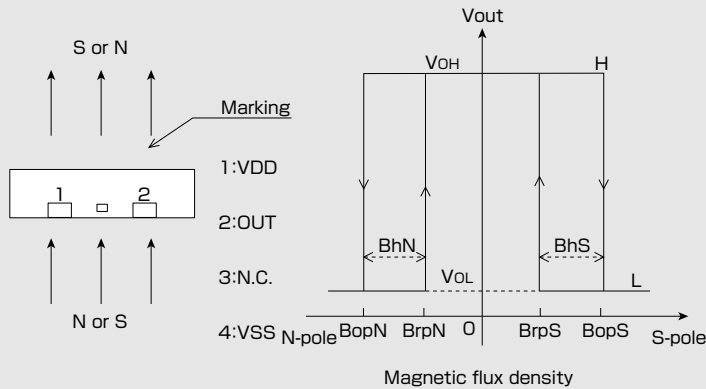 S or N
Marking
1 2
N or S
1:VDD
2:OUT
3:N.C.
4:VSS
Vout
VOH
H
BhN
BhS
VOL
L
N-pole BopN BrpN 0 BrpS BopS S-pole
Magnetic flux density